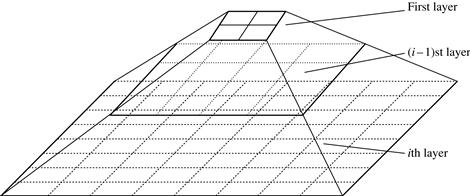 First layer
(i – 1)st layer
ith layer